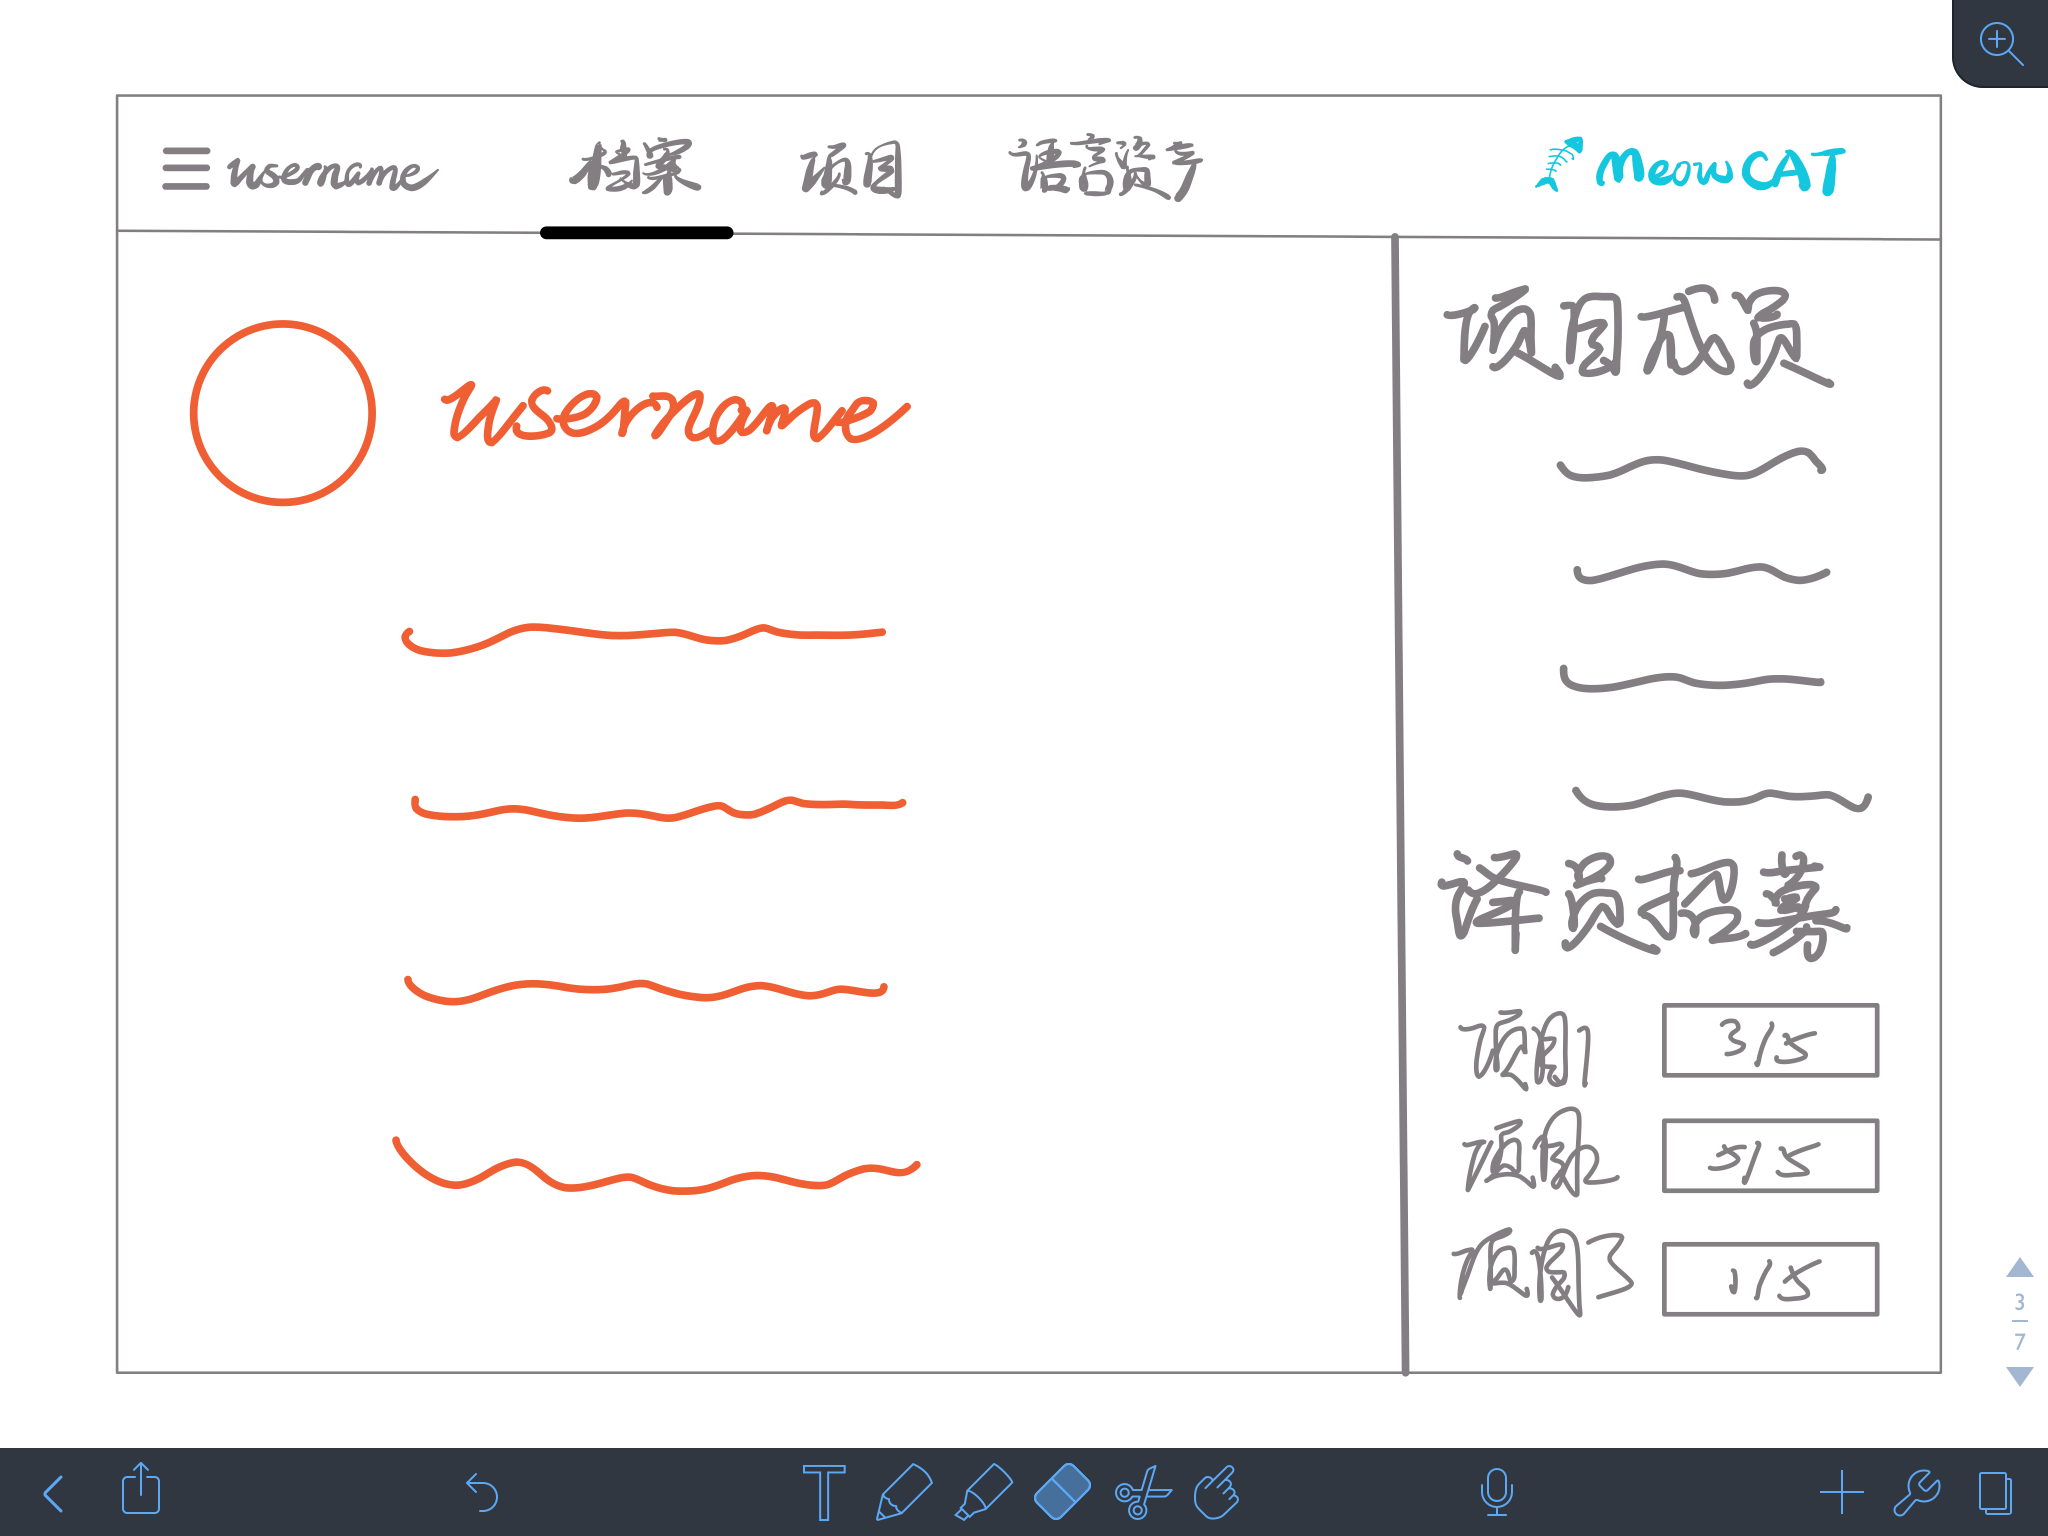 username 档案 项目 语言资产 MeowCAT
username
项目成员
译员招募
项目1 3/5
项目2 5/5
项目3 1/5
3
7